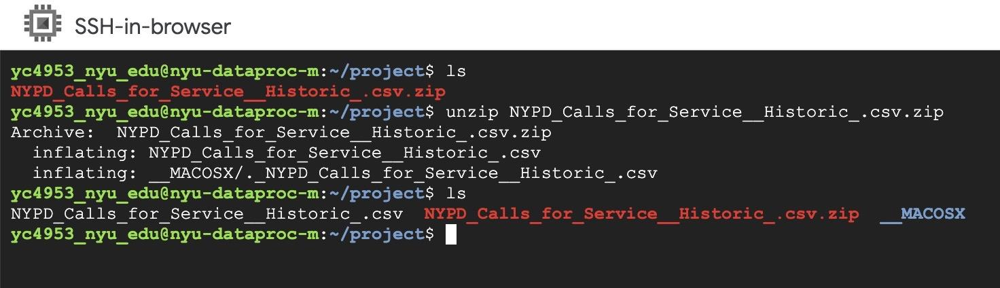 SSH-in-browser
yc4953_nyu_edu@nyu-dataproc-m:~/project$ ls
NYPD_Calls_for_Service__Historic_.csv.zip
yc4953_nyu_edu@nyu-dataproc-m:~/project$ unzip NYPD_Calls_for_Service__Historic_.csv.zip
Archive:  NYPD_Calls_for_Service__Historic_.csv.zip
  inflating: NYPD_Calls_for_Service__Historic_.csv
  inflating: __MACOSX/._NYPD_Calls_for_Service__Historic_.csv
yc4953_nyu_edu@nyu-dataproc-m:~/project$ ls
NYPD_Calls_for_Service__Historic_.csv  NYPD_Calls_for_Service__Historic_.csv.zip  __MACOSX
yc4953_nyu_edu@nyu-dataproc-m:~/project$